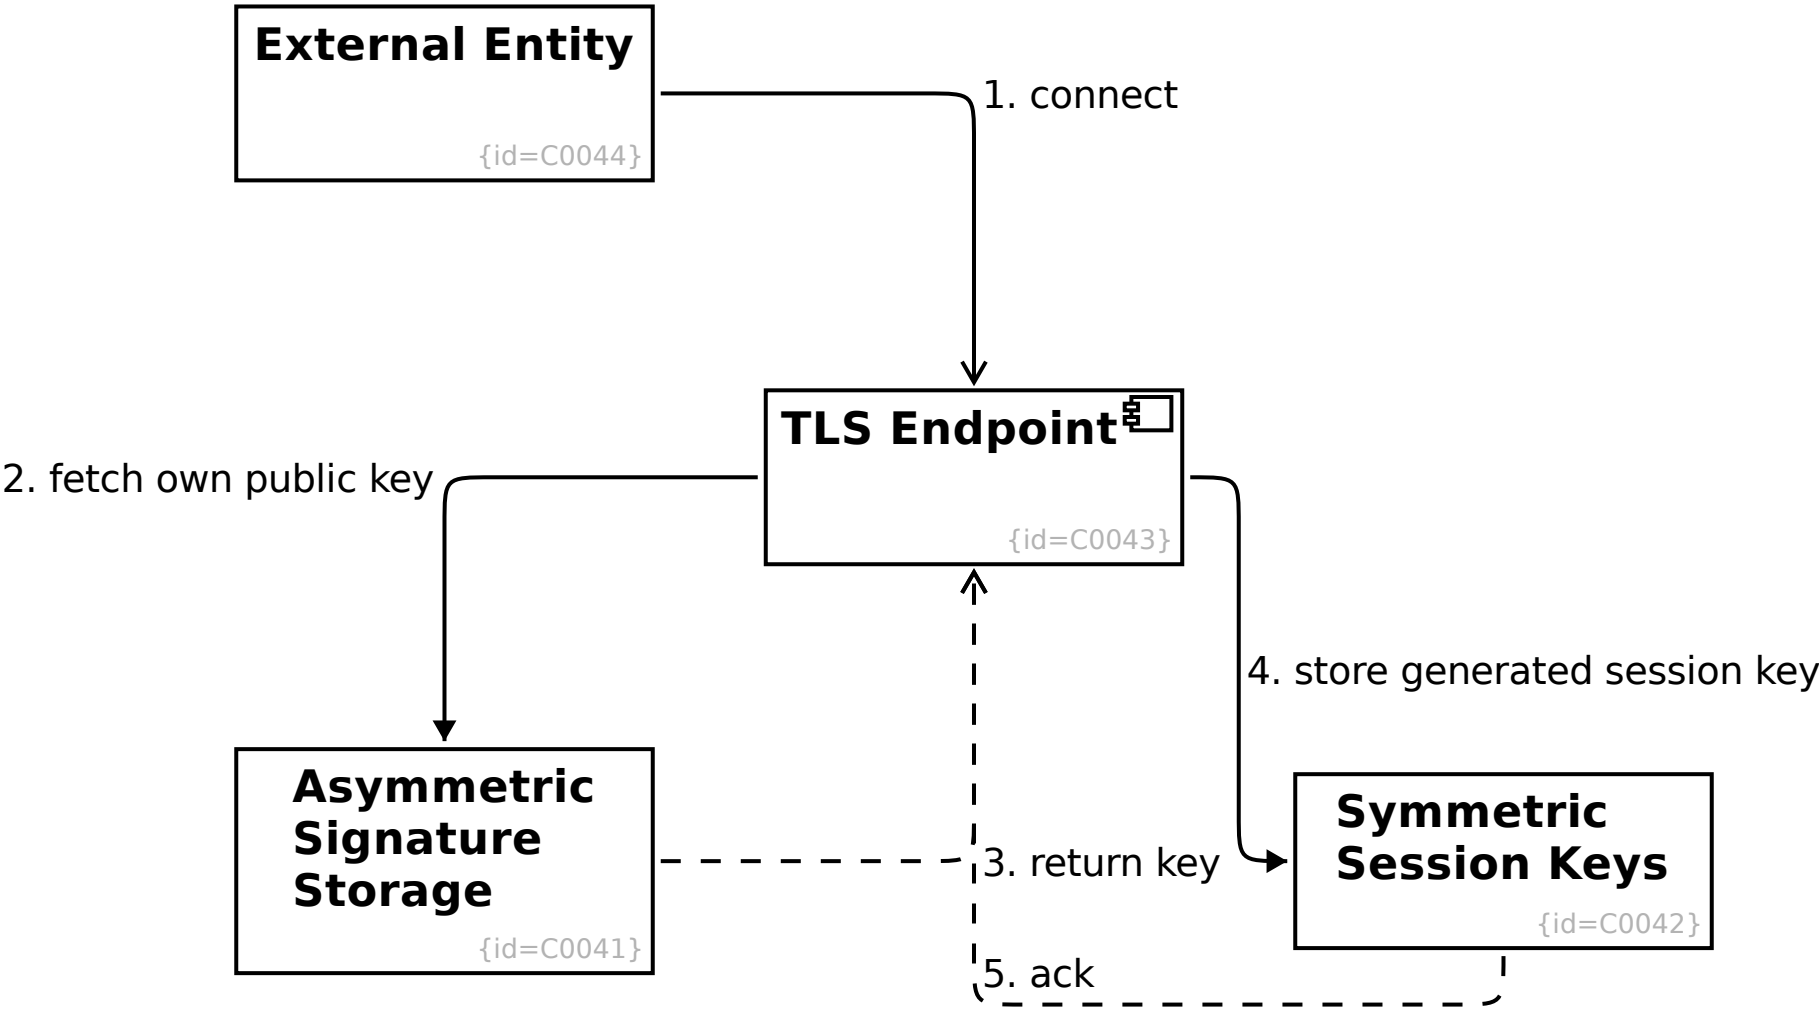 External Entity
{id=C0044}
1. connect
TLS Endpoint
{id=C0043}
2. fetch own public key
4. store generated session key
Asymmetric
Signature
Storage
{id=C0041}
3. return key
Symmetric
Session Keys
{id=C0042}
5. ack